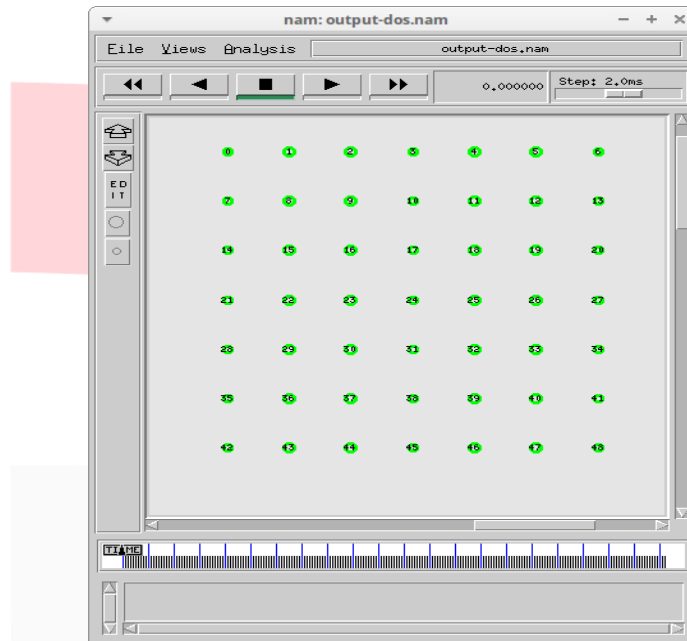 nam: output-dos.nam
File Views Analysis output-dos.nam
0.000000 Step: 2.0ms
0 1 2 3 4 5 6
ED
IT
7 8 9 10 11 12 13
14 15 16 17 18 19 20
21 22 23 24 25 26 27
28 29 30 31 32 33 34
35 36 37 38 39 40 41
42 43 44 45 46 47 48
TIME